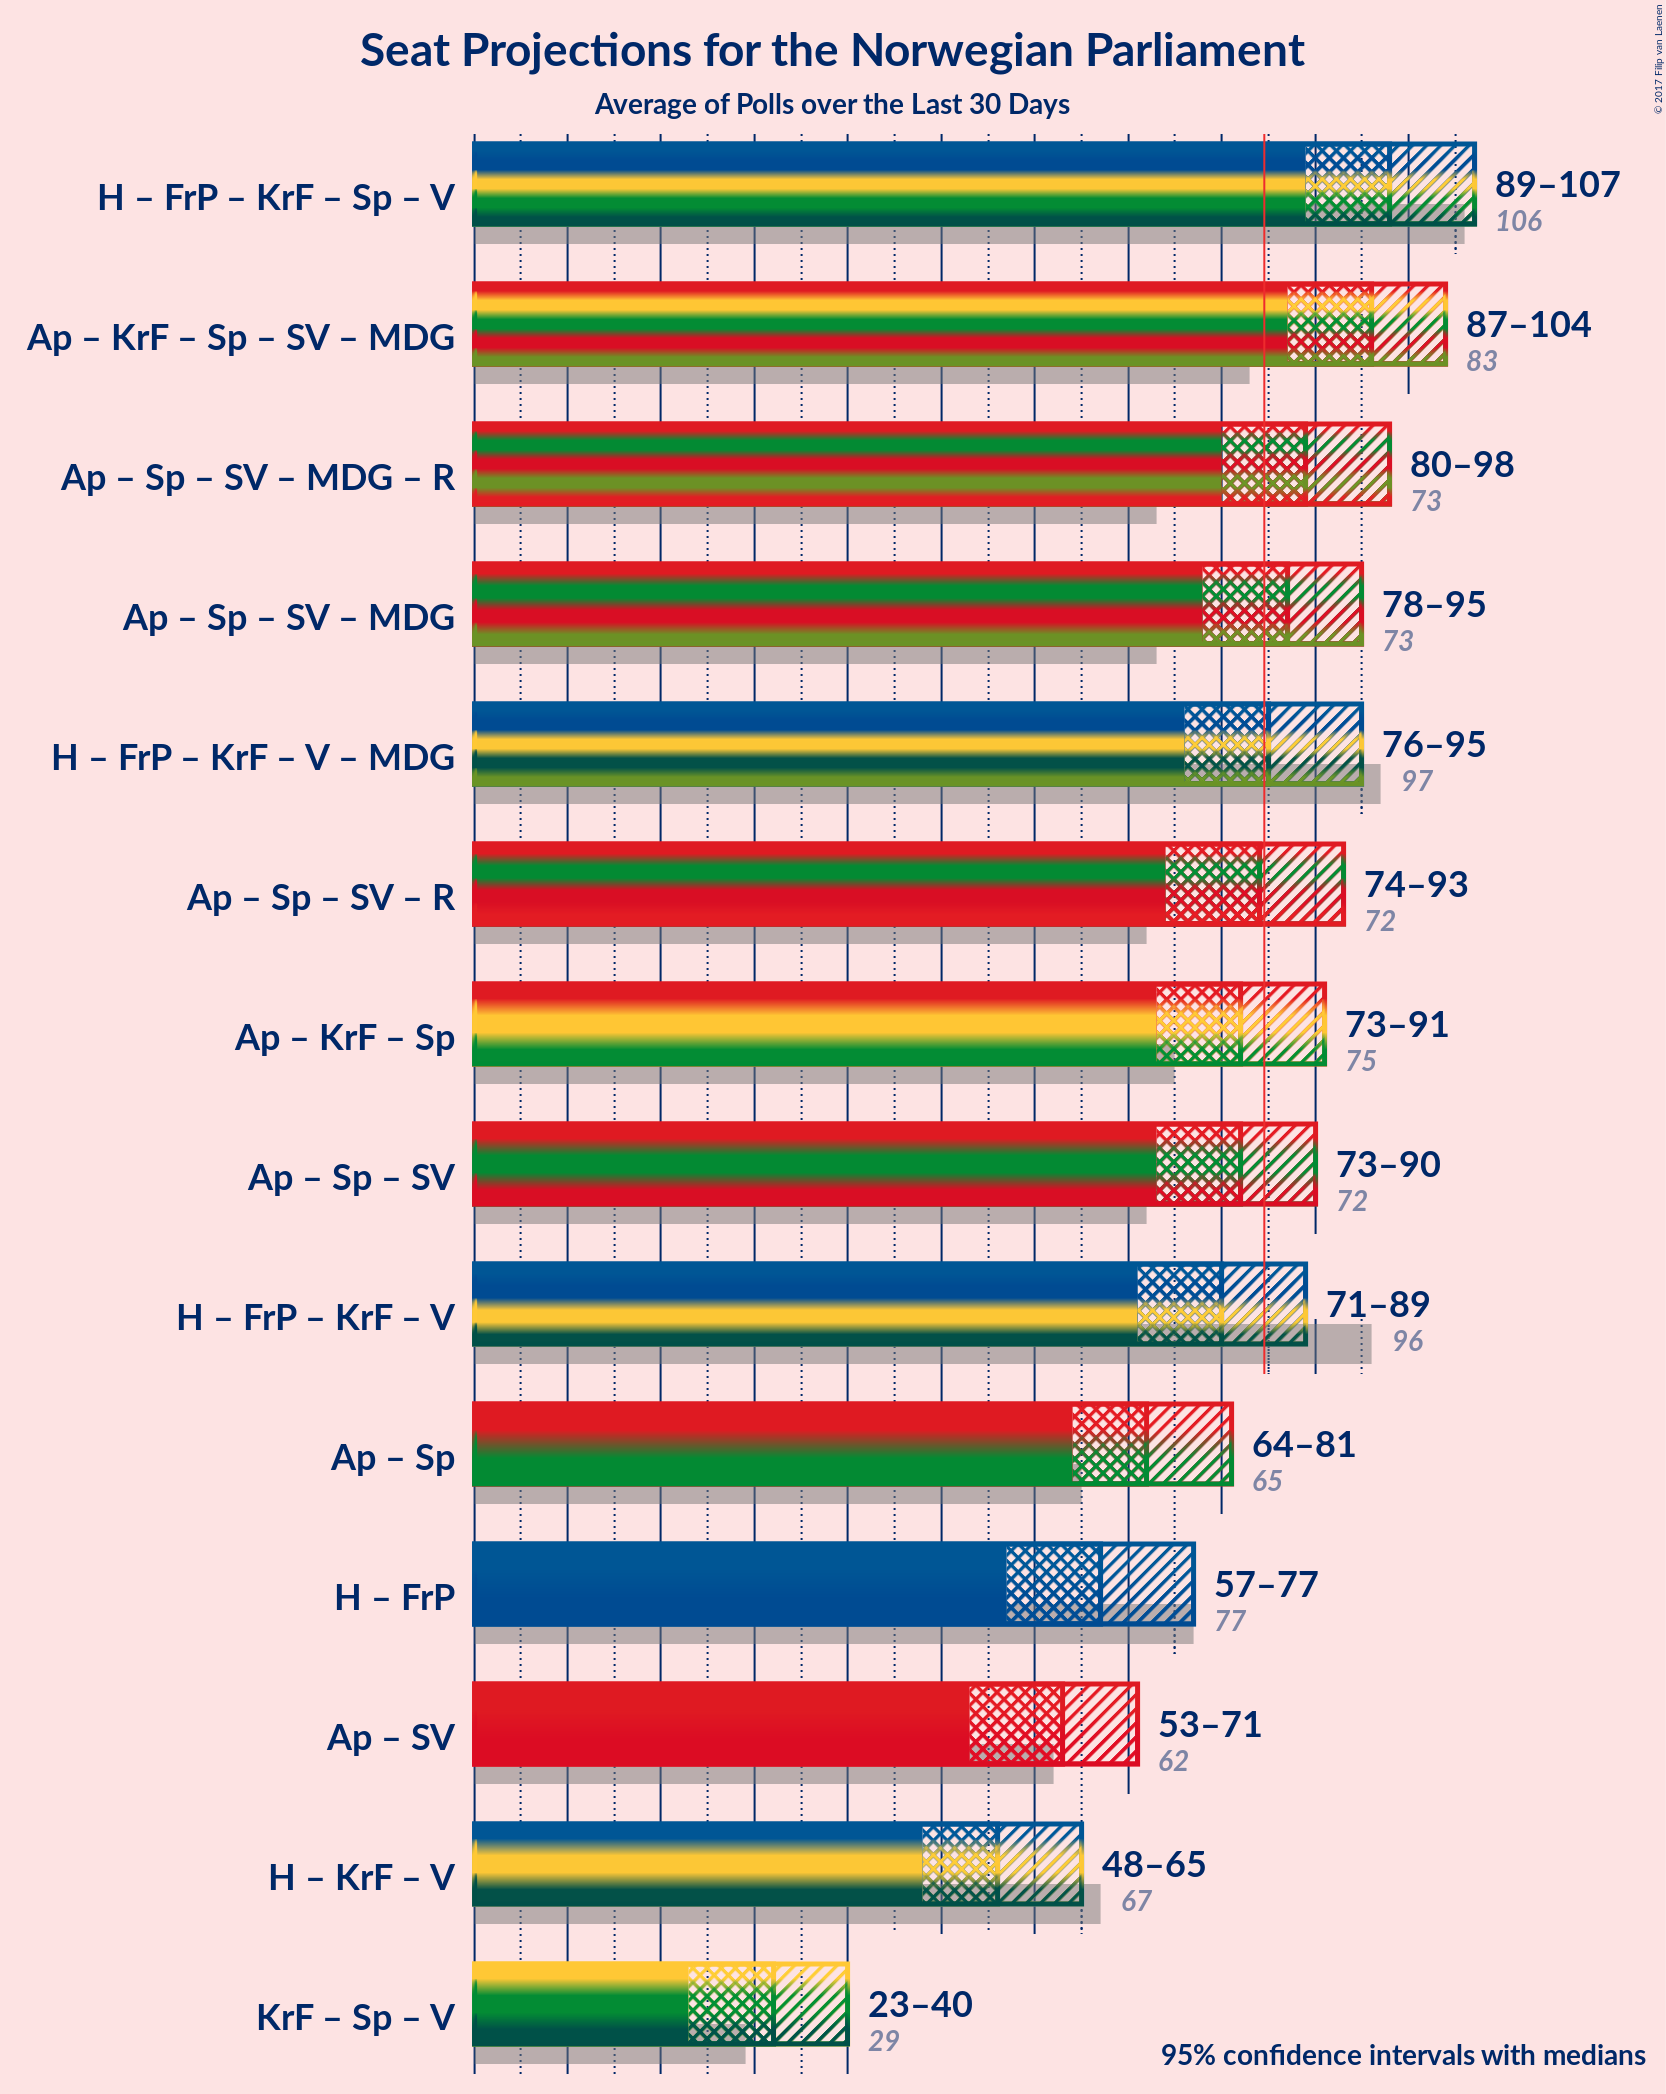 Seat Projections for the Norwegian Parliament
Average of Polls over the Last 30 Days
© 2017 Filip van Laenen
H – FrP – KrF – Sp – V
89–107
106
Ap – KrF – Sp – SV – MDG
87–104
83
Ap – Sp – SV – MDG – R
80–98
73
Ap – Sp – SV – MDG
78–95
73
H – FrP – KrF – V – MDG
76–95
97
Ap – Sp – SV – R
74–93
72
Ap – KrF – Sp
73–91
75
Ap – Sp – SV
73–90
72
H – FrP – KrF – V
71–89
96
Ap – Sp
64–81
65
H – FrP
57–77
77
Ap – SV
53–71
62
H – KrF – V
48–65
67
KrF – Sp – V
23–40
29
95% confidence intervals with medians